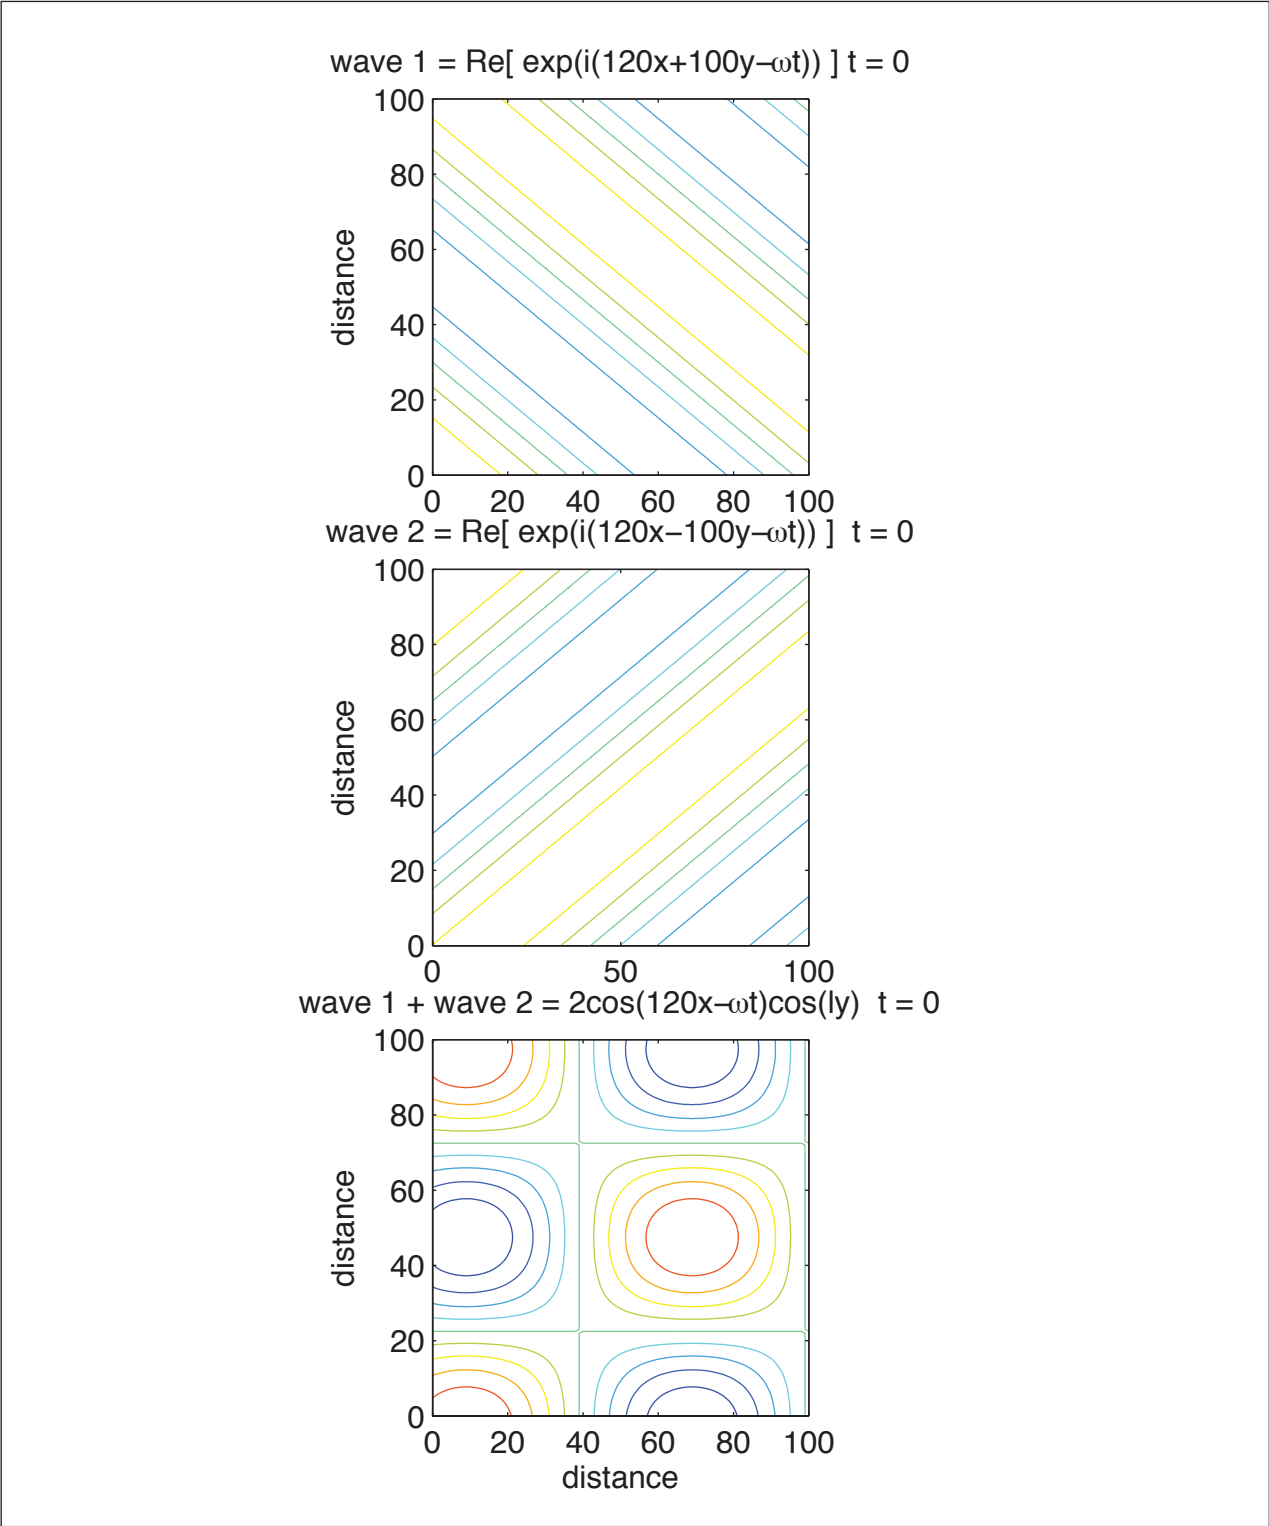 wave 1 = Re[ exp(i(120x+100y−ωt)) ] t = 0
100
80
60
40
20
0
distance
0 20 40 60 80 100
wave 2 = Re[ exp(i(120x−100y−ωt)) ] t = 0
100
80
60
40
20
0
distance
0 50 100
wave 1 + wave 2 = 2cos(120x−ωt)cos(ly) t = 0
100
80
60
40
20
0
distance
0 20 40 60 80 100
distance